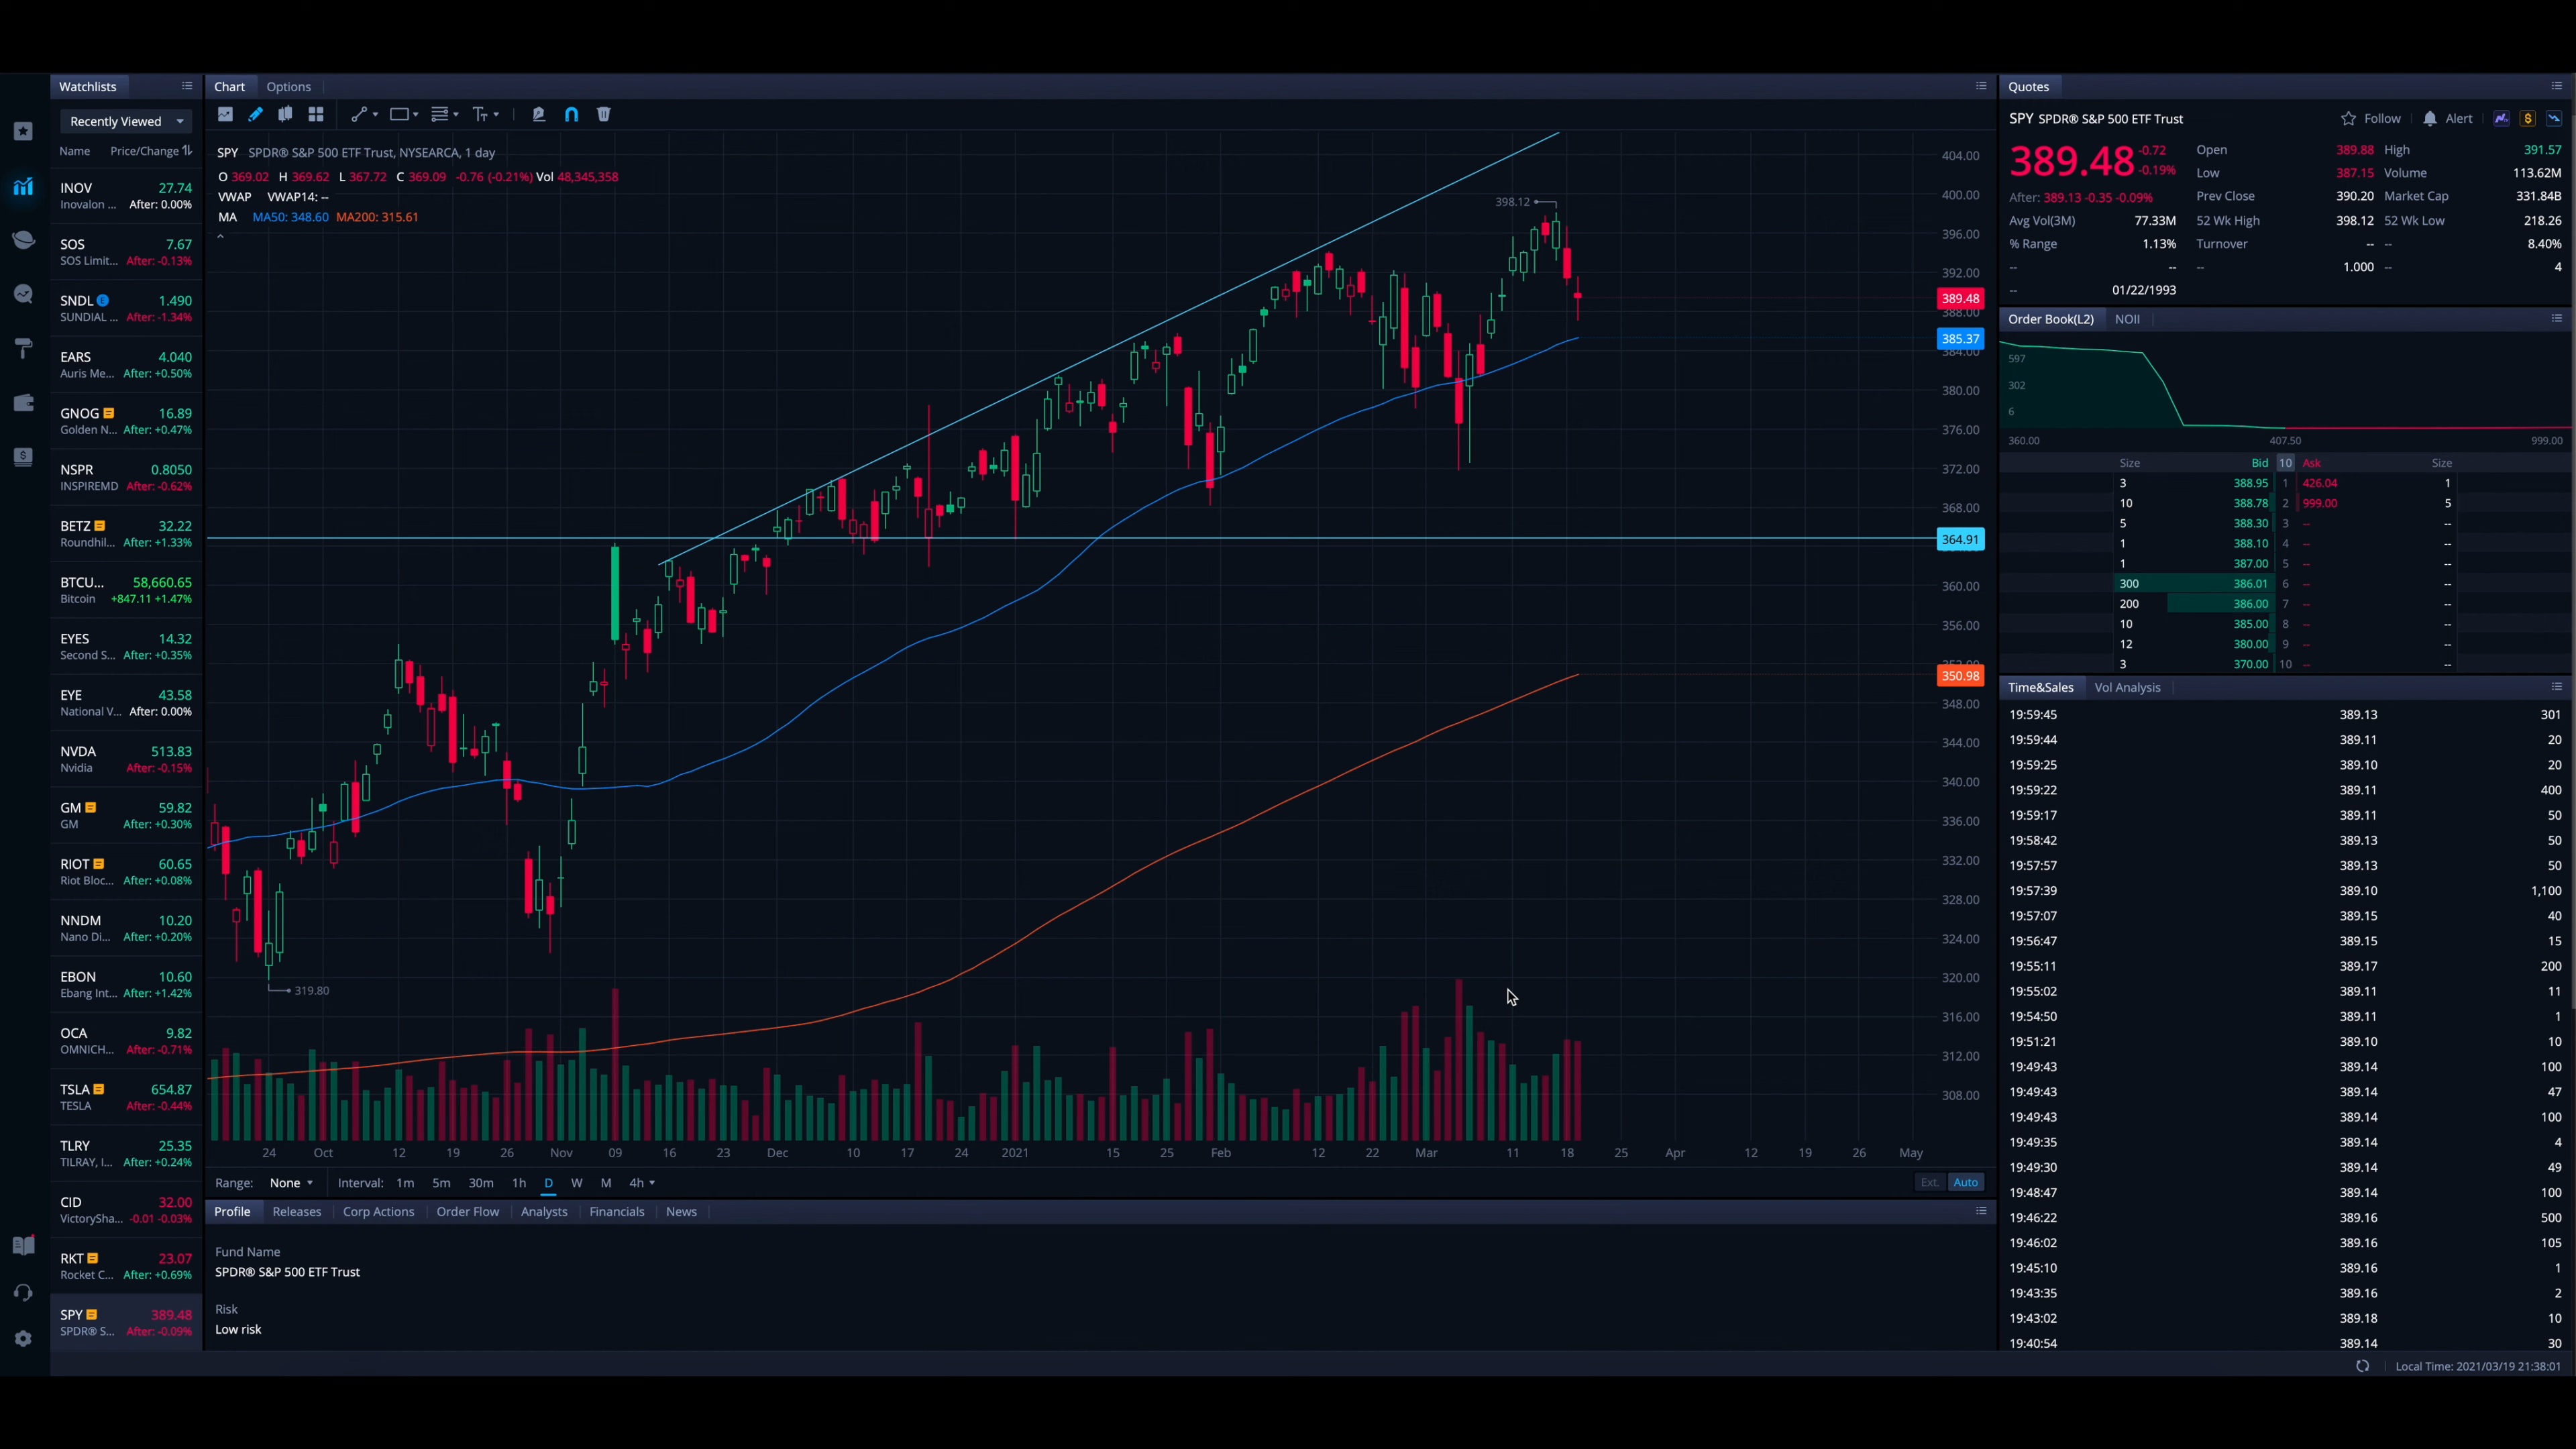 Watchlists
Recently Viewed
Name Price/Change
INOV 27.74
Inovalon ... After: 0.00%
SOS 7.67
SOS Limit... After: -0.13%
SNDL E 1.490
SUNDIAL ... After: -1.34%
EARS 4.040
Auris Me... After: +0.50%
GNOG 16.89
Golden N... After: +0.47%
NSPR 0.8050
INSPIREMD After: -0.62%
BETZ 32.22
Roundhil... After: +1.33%
BTCU... 58,660.65
Bitcoin +847.11 +1.47%
EYES 14.32
Second S... After: +0.35%
EYE 43.58
National V... After: 0.00%
NVDA 513.83
Nvidia After: -0.15%
GM 59.82
GM After: +0.30%
RIOT 60.65
Riot Bloc... After: +0.08%
NNDM 10.20
Nano Di... After: +0.20%
EBON 10.60
Ebang Int... After: +1.42%
OCA 9.82
OMNICH... After: -0.71%
TSLA 654.87
TESLA After: -0.44%
TLRY 25.35
TILRAY, I... After: +0.24%
CID 32.00
VictorySha... -0.01 -0.03%
RKT 23.07
Rocket C... After: +0.69%
SPY 389.48
SPDR® S... After: -0.09%
Chart Options
SPY SPDR® S&P 500 ETF Trust, NYSEARCA, 1 day
O 369.02 H 369.62 L 367.72 C 369.09 -0.76 (-0.21%) Vol 48,345,358
VWAP VWAP14: --
MA MA50: 348.60 MA200: 315.61
398.12
319.80
404.00
400.00
396.00
392.00
389.48
388.00
385.37
384.00
380.00
376.00
372.00
368.00
364.91
360.00
356.00
352.00
350.98
348.00
344.00
340.00
336.00
332.00
328.00
324.00
320.00
316.00
312.00
308.00
24 Oct 12 19 26 Nov 09 16 23 Dec 10 17 24 2021 15 25 Feb 12 22 Mar 11 18 25 Apr 12 19 26 May
Range: None Interval: 1m 5m 30m 1h D W M 4h Ext. Auto
Profile Releases Corp Actions Order Flow Analysts Financials News
Fund Name
SPDR® S&P 500 ETF Trust
Risk
Low risk
Quotes
SPY SPDR® S&P 500 ETF Trust Follow Alert $
389.48 -0.72 -0.19%
After: 389.13 -0.35 -0.09%
Open 389.88 High 391.57
Low 387.15 Volume 113.62M
Prev Close 390.20 Market Cap 331.84B
Avg Vol(3M) 77.33M 52 Wk High 398.12 52 Wk Low 218.26
% Range 1.13% Turnover -- -- 8.40%
-- -- -- 1.000 -- 4
-- 01/22/1993
Order Book(L2) NOII
597
302
6
360.00 407.50 999.00
Size Bid 10 Ask Size
3 388.95 1 426.04 1
10 388.78 2 999.00 5
5 388.30 3 -- --
1 388.10 4 -- --
1 387.00 5 -- --
300 386.01 6 -- --
200 386.00 7 -- --
10 385.00 8 -- --
12 380.00 9 -- --
3 370.00 10 -- --
Time&Sales Vol Analysis
19:59:45 389.13 301
19:59:44 389.11 20
19:59:25 389.10 20
19:59:22 389.11 400
19:59:17 389.11 50
19:58:42 389.13 50
19:57:57 389.13 50
19:57:39 389.10 1,100
19:57:07 389.15 40
19:56:47 389.15 15
19:55:11 389.17 200
19:55:02 389.11 11
19:54:50 389.11 1
19:51:21 389.10 10
19:49:43 389.14 100
19:49:43 389.14 47
19:49:43 389.14 100
19:49:35 389.14 4
19:49:30 389.14 49
19:48:47 389.14 100
19:46:22 389.16 500
19:46:02 389.16 105
19:45:10 389.16 1
19:43:35 389.16 2
19:43:02 389.18 10
19:40:54 389.14 30
Local Time: 2021/03/19 21:38:01